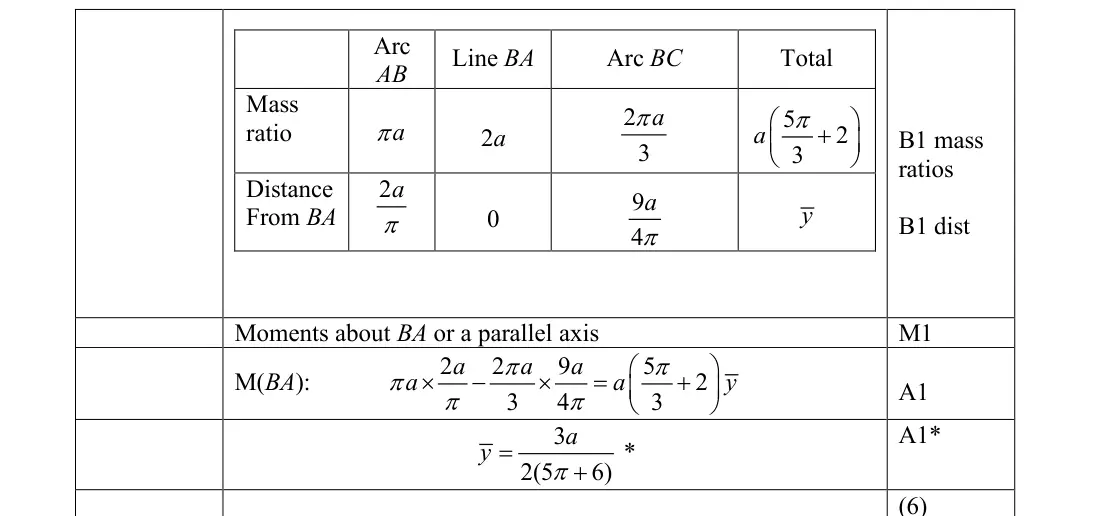 Arc AB	Line BA	Arc BC	Total
Mass ratio	πa	2a	2πa/3	a(5π/3 + 2)
B1 mass ratios
Distance From BA	2a/π	0	9a/4π	y̅
B1 dist
Moments about BA or a parallel axis	M1
M(BA): πa × 2a/π − 2πa/3 × 9a/4π = a(5π/3 + 2)y̅	A1
y̅ = 3a/2(5π + 6) *	A1*
(6)